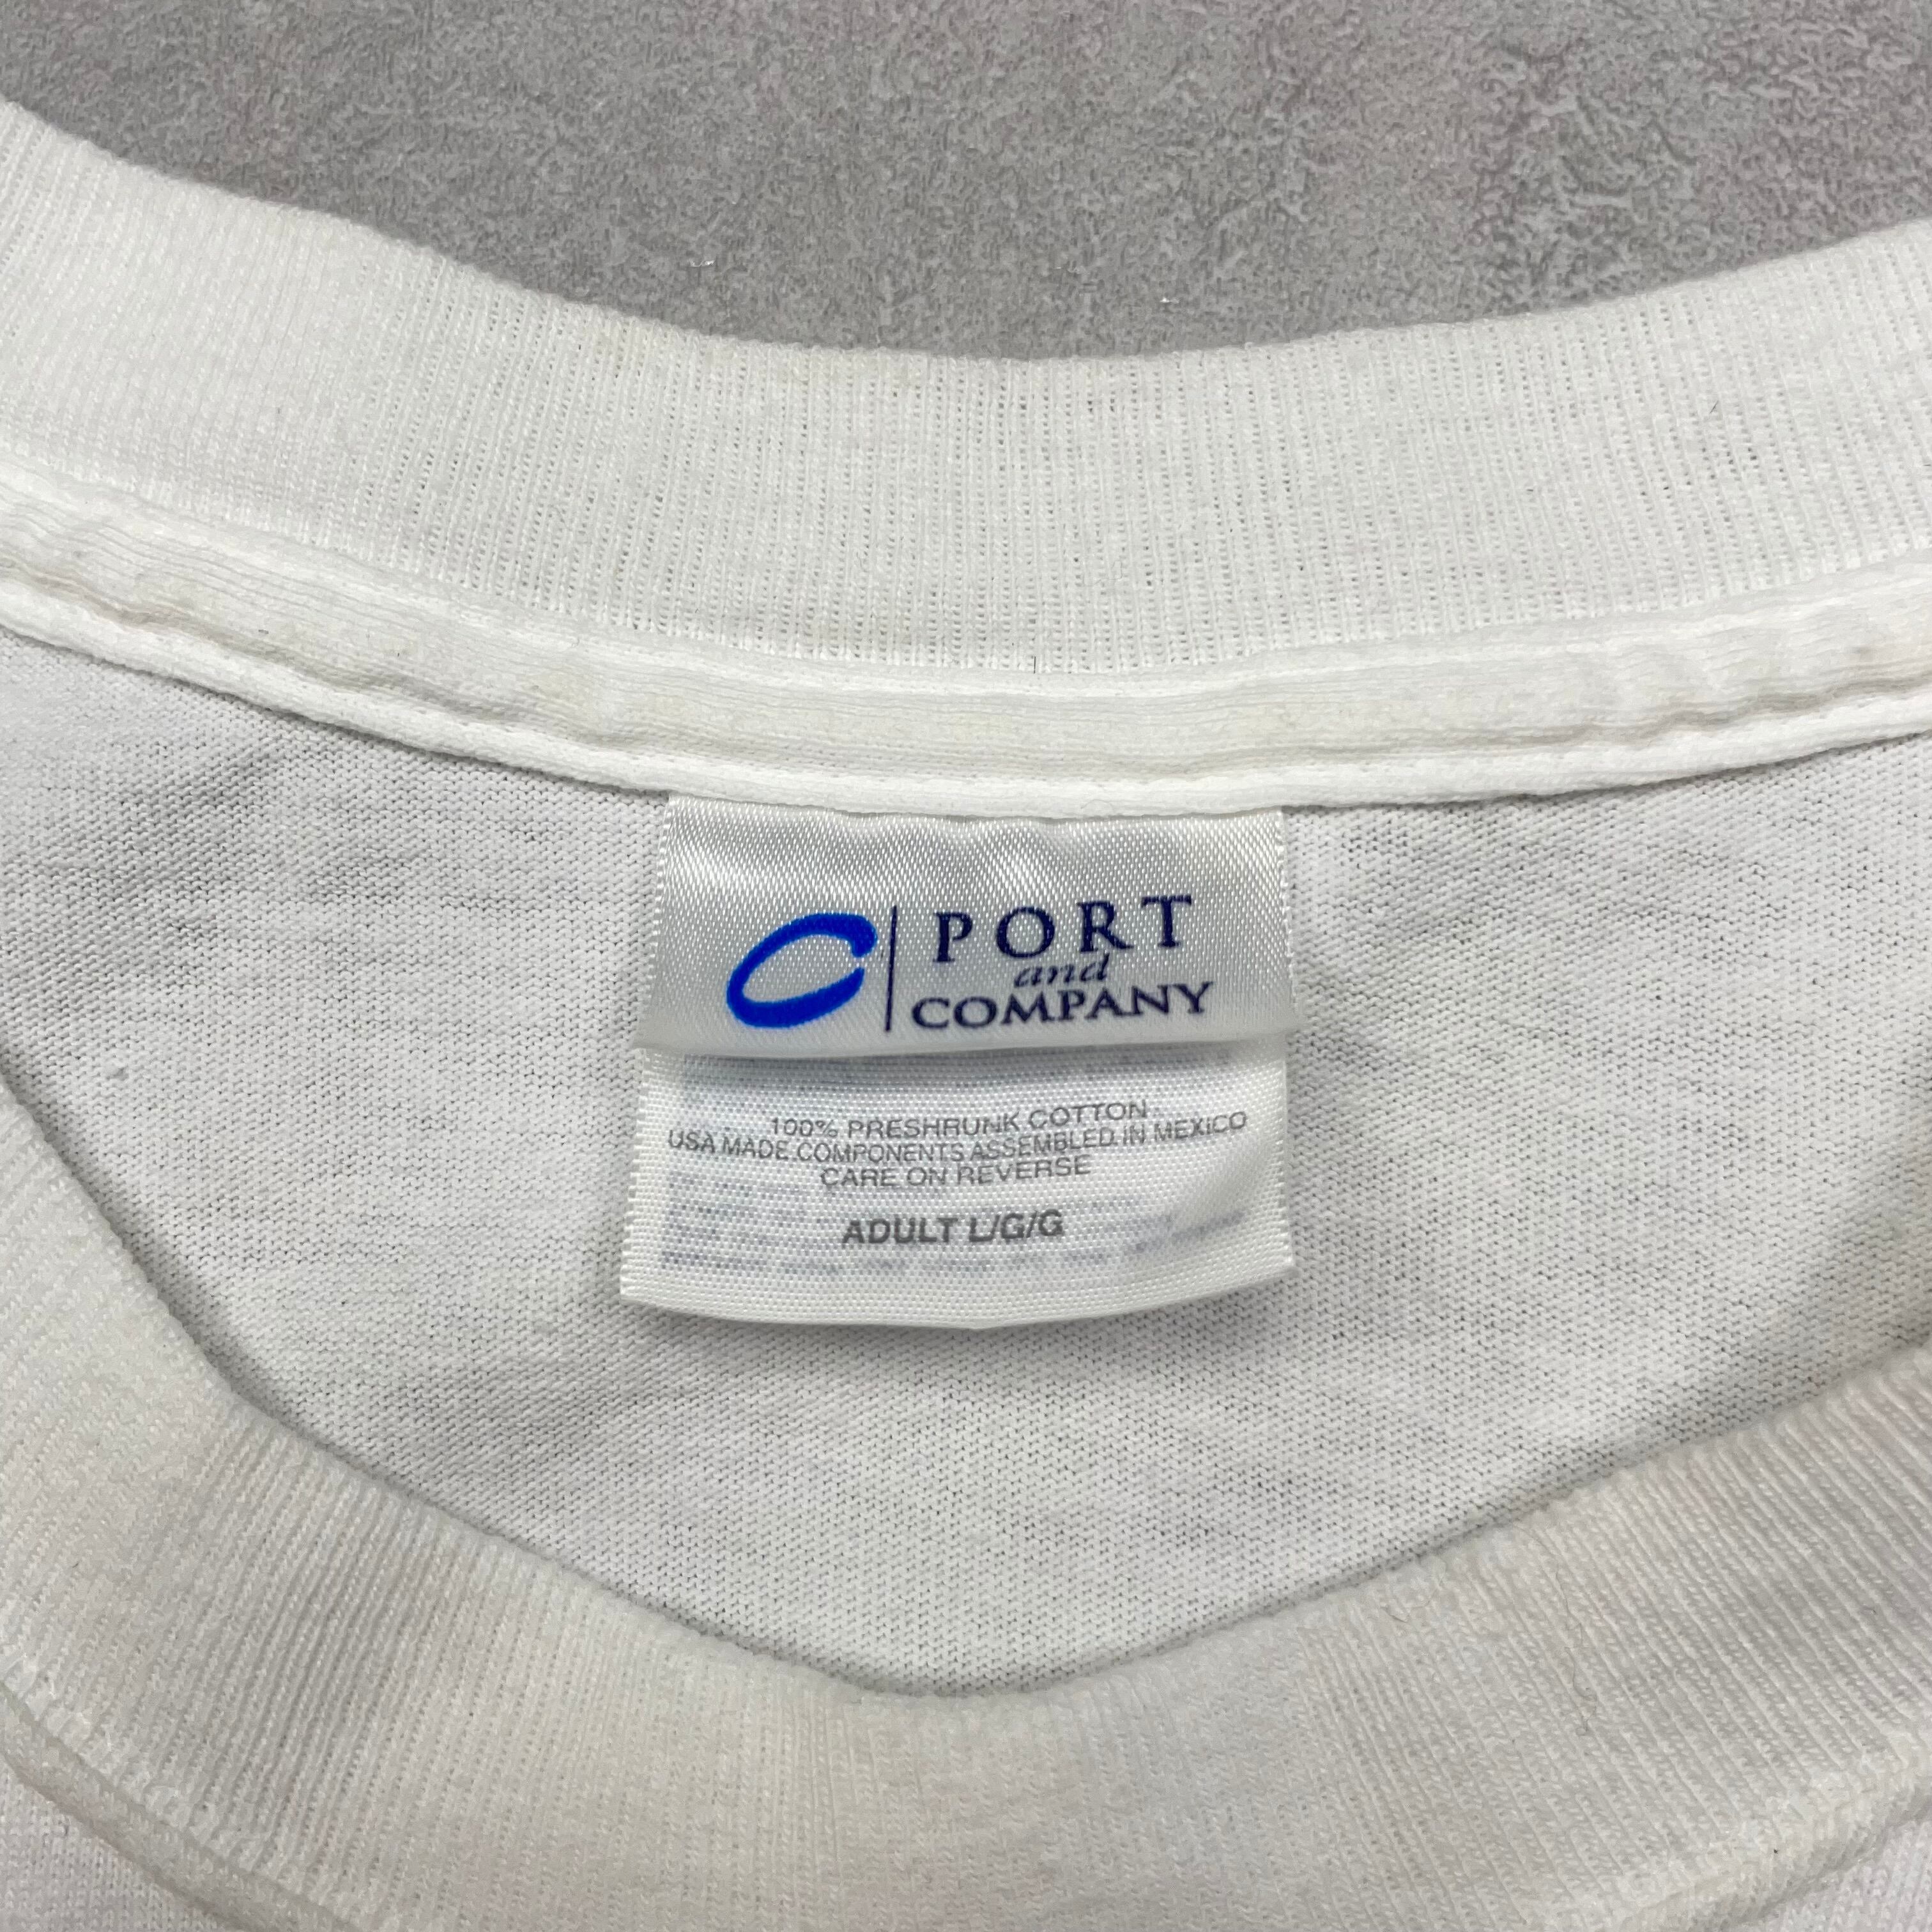 PORT
and
COMPANY
100% PRESHRUNK COTTON
USA MADE COMPONENTS ASSEMBLED IN MEXICO
CARE ON REVERSE
ADULT L/G/G